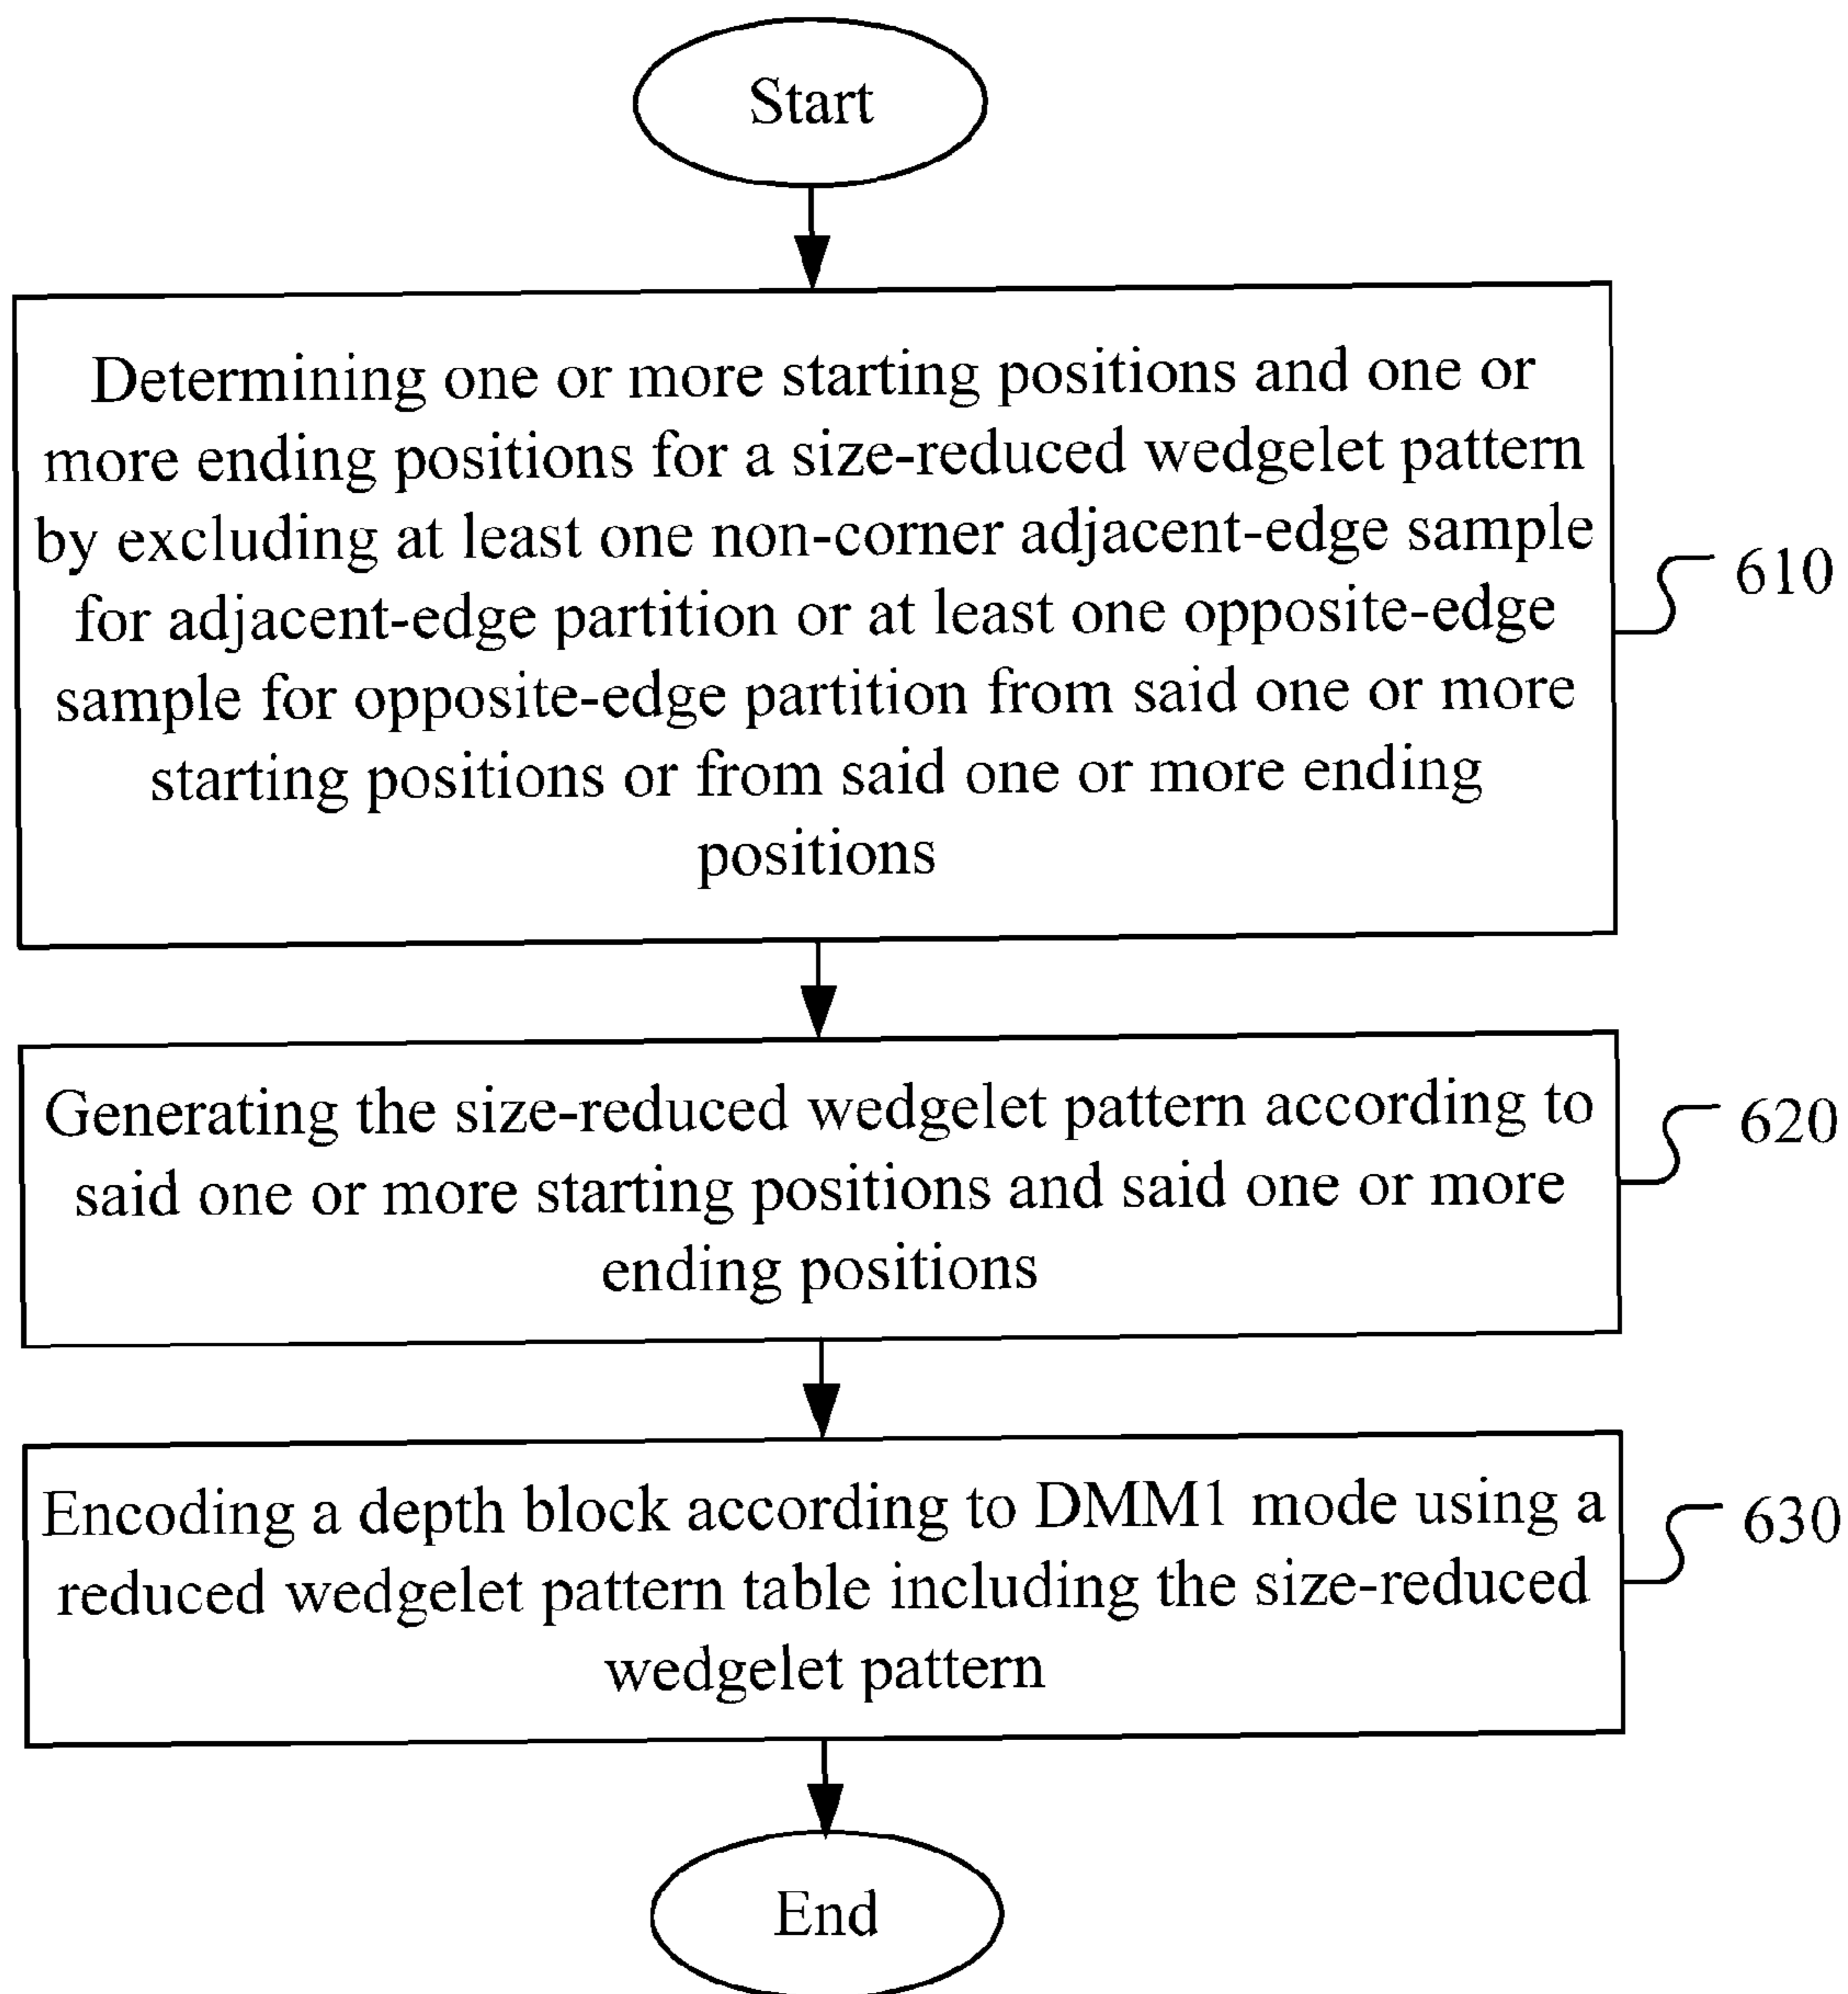 Start
Determining one or more starting positions and one or
more ending positions for a size-reduced wedgelet pattern
by excluding at least one non-corner adjacent-edge sample
for adjacent-edge partition or at least one opposite-edge
sample for opposite-edge partition from said one or more
starting positions or from said one or more ending
positions
610
Generating the size-reduced wedgelet pattern according to
said one or more starting positions and said one or more
ending positions
620
Encoding a depth block according to DMM1 mode using a
reduced wedgelet pattern table including the size-reduced
wedgelet pattern
630
End